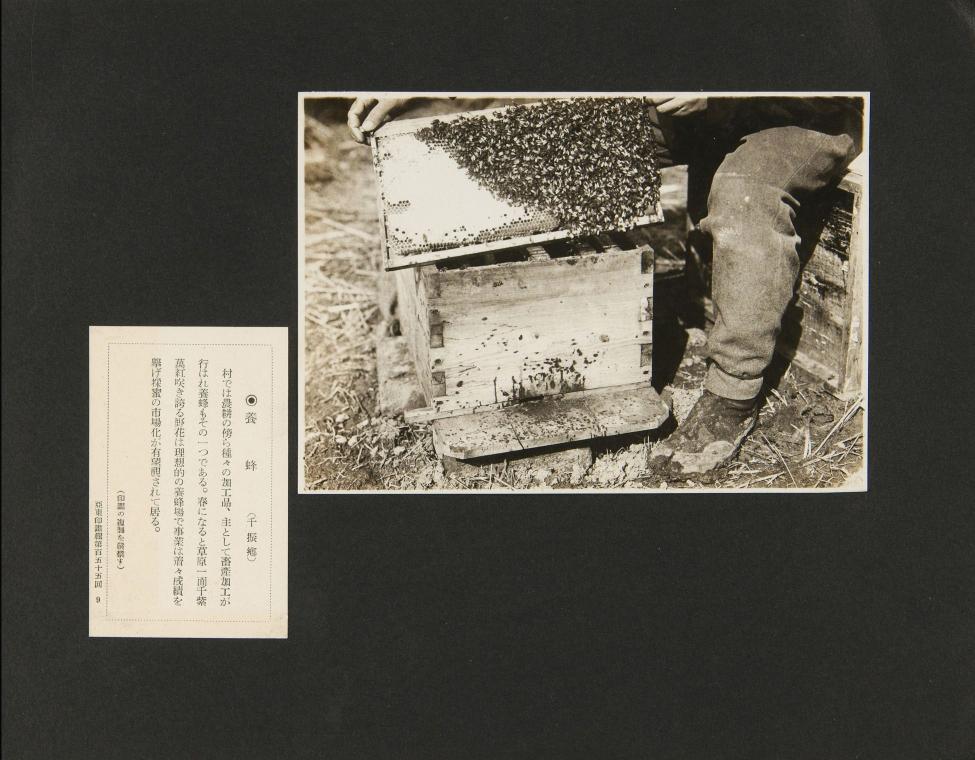 ◉養蜂（千振鄕）
村では農耕の傍ら種々の加工品、主として畜産加工が
行はれ養蜂もその一つである。春になると草原一面千紫
萬紅咲き誇る野花は理想的の養蜂場で事業は着々成績を
擧げ採蜜の市場化が有望視されて居る。
（印畫の複製を嚴禁す）
亞東印畫輯第百五十五回 9